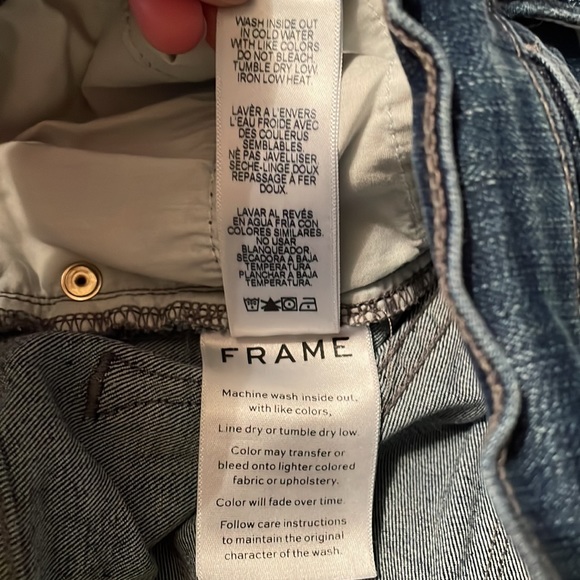 WASH INSIDE OUT
IN COLD WATER
WITH LIKE COLORS.
DO NOT BLEACH.
TUMBLE DRY LOW.
IRON LOW HEAT.
LAVÉR A L'ENVERS
L'EAU FROIDE AVEC
DES COULERUS
SEMBLABLES.
NÉ PAS JAVELLISER
SÈCHE-LINGE DOUX
REPASSAGE À FER
DOUX.
LAVAR AL REVÉS
EN AGUA FRIA CON
COLORES SIMILARES.
NO USAR
BLANQUEADOR.
SECADORA A BAJA
TEMPERATURA.
PLANCHAR A BAJA
TEMPERATURA.
FRAME
Machine wash inside out,
with like colors,
Line dry or tumble dry low.
Color may transfer or
bleed onto lighter colored
fabric or upholstery.
Color will fade over time.
Follow care instructions
to maintain the original
character of the wash.